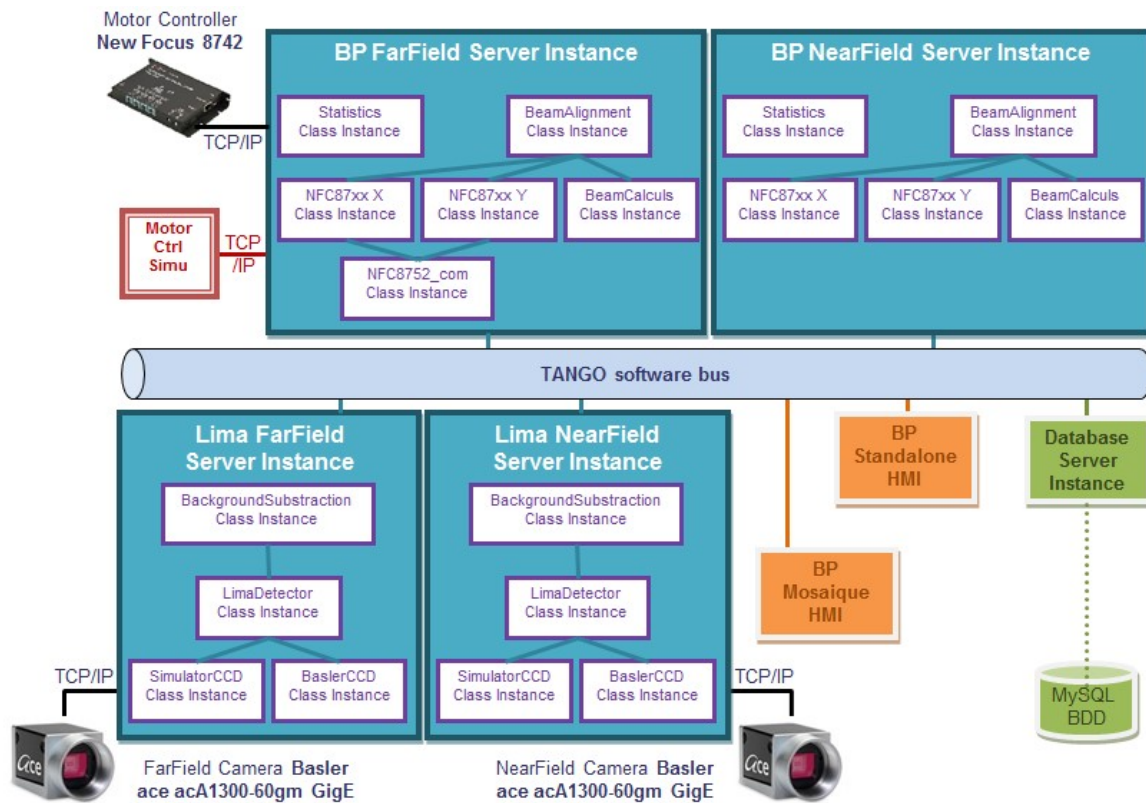 Motor Controller
New Focus 8742
TCP/IP
Motor
Ctrl
Simu
TCP
/IP
BP FarField Server Instance
Statistics
Class Instance
BeamAlignment
Class Instance
NFC87xx X
Class Instance
NFC87xx Y
Class Instance
BeamCalculs
Class Instance
NFC8752_com
Class Instance
BP NearField Server Instance
Statistics
Class Instance
BeamAlignment
Class Instance
NFC87xx X
Class Instance
NFC87xx Y
Class Instance
BeamCalculs
Class Instance
TANGO software bus
Lima FarField
Server Instance
BackgroundSubstraction
Class Instance
LimaDetector
Class Instance
SimulatorCCD
Class Instance
BaslerCCD
Class Instance
Lima NearField
Server Instance
BackgroundSubstraction
Class Instance
LimaDetector
Class Instance
SimulatorCCD
Class Instance
BaslerCCD
Class Instance
BP
Standalone
HMI
BP
Mosaique
HMI
Database
Server
Instance
MySQL
BDD
TCP/IP
ace
FarField Camera Basler
ace acA1300-60gm GigE
TCP/IP
ace
NearField Camera Basler
ace acA1300-60gm GigE